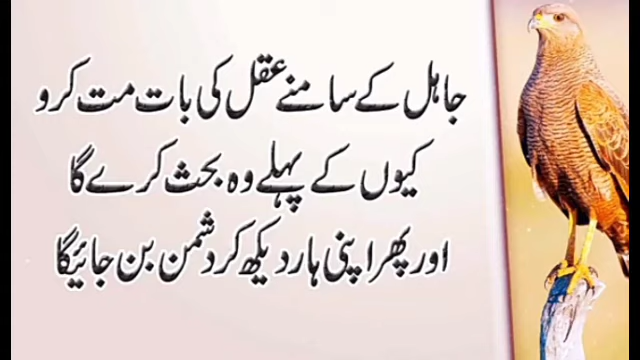 جاہل کے سامنے عقل کی بات مت کرو
کیوں کے پہلے وہ بحث کرے گا
اور پھر اپنی ہار دیکھ کر دشمن بن جائیگا